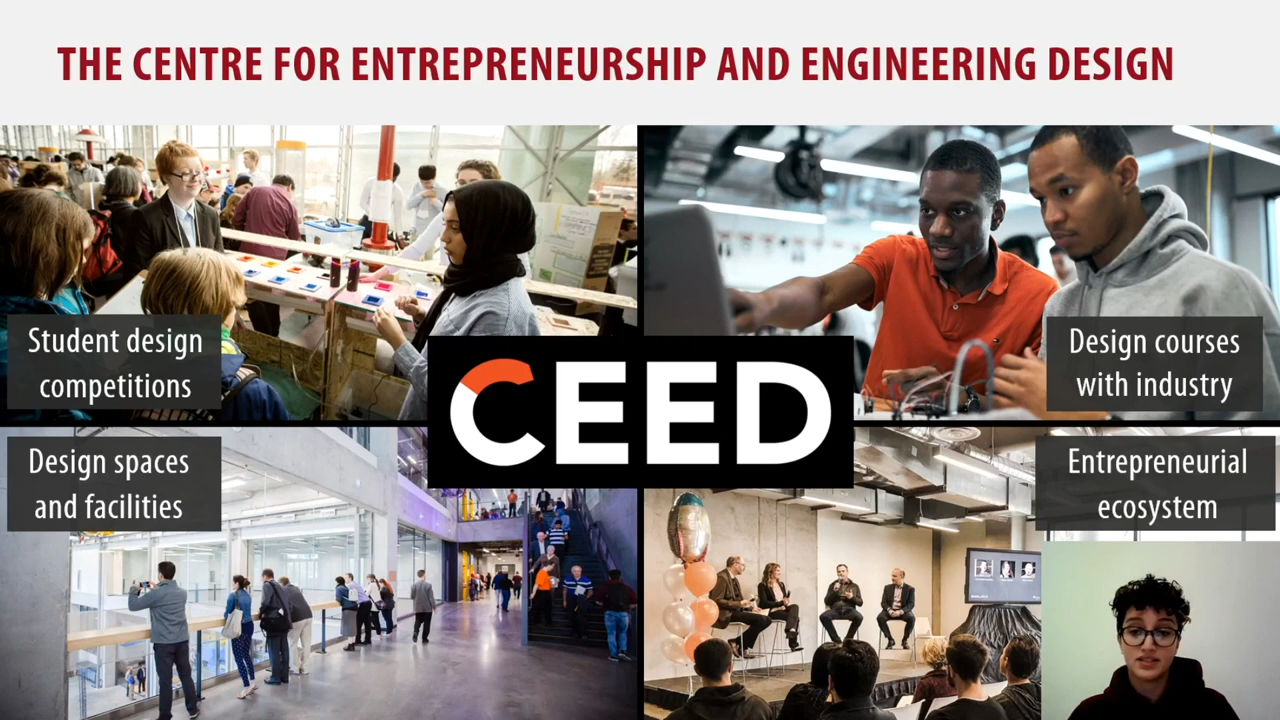 THE CENTRE FOR ENTREPRENEURSHIP AND ENGINEERING DESIGN
Student design
competitions
Design courses
with industry
CEED
Design spaces
and facilities
Entrepreneurial
ecosystem